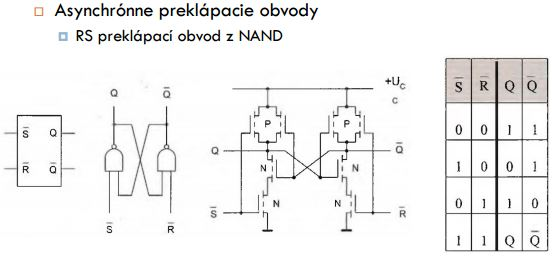 Asynchrónne preklápacie obvody
RS preklápací obvod z NAND
S̅ Q̅
R̅ Q̅
Q Q̅
S̅ R̅
+U C
C
P P
Q Q̅
N N
N N
S̅ R̅
S̅ R̅ Q Q̅
0 0 1 1
1 0 0 1
0 1 1 0
1 1 Q Q̅